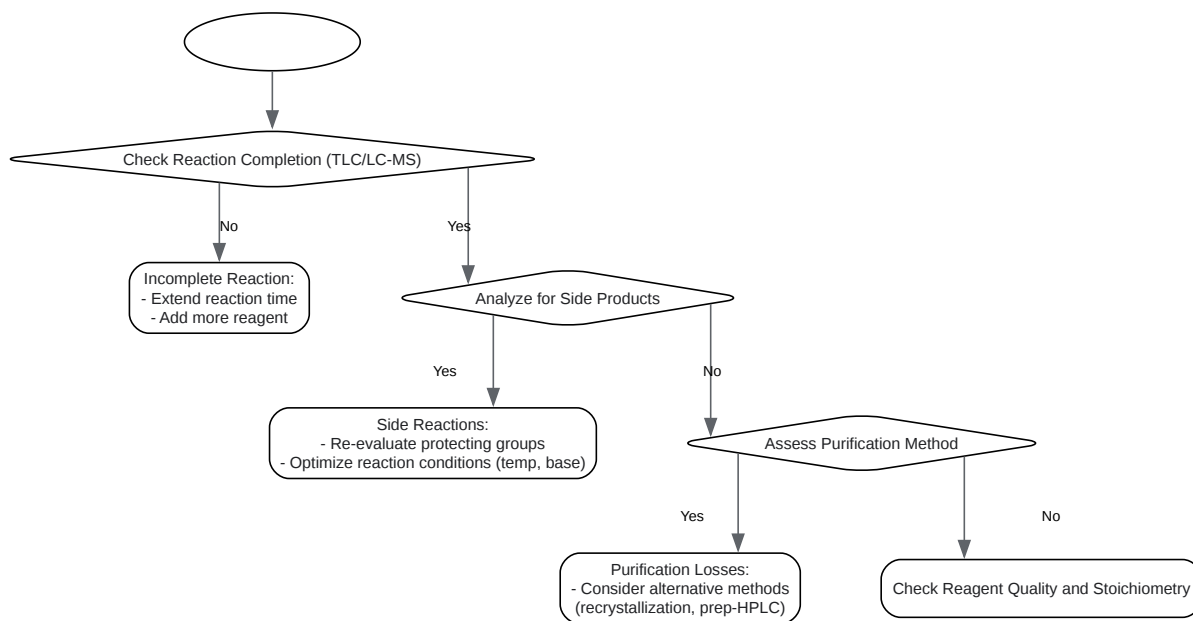 Check Reaction Completion (TLC/LC-MS)
No
Yes
Incomplete Reaction:
- Extend reaction time
- Add more reagent
Analyze for Side Products
Yes
No
Side Reactions:
- Re-evaluate protecting groups
- Optimize reaction conditions (temp, base)
Assess Purification Method
Yes
No
Purification Losses:
- Consider alternative methods
(recrystallization, prep-HPLC)
Check Reagent Quality and Stoichiometry